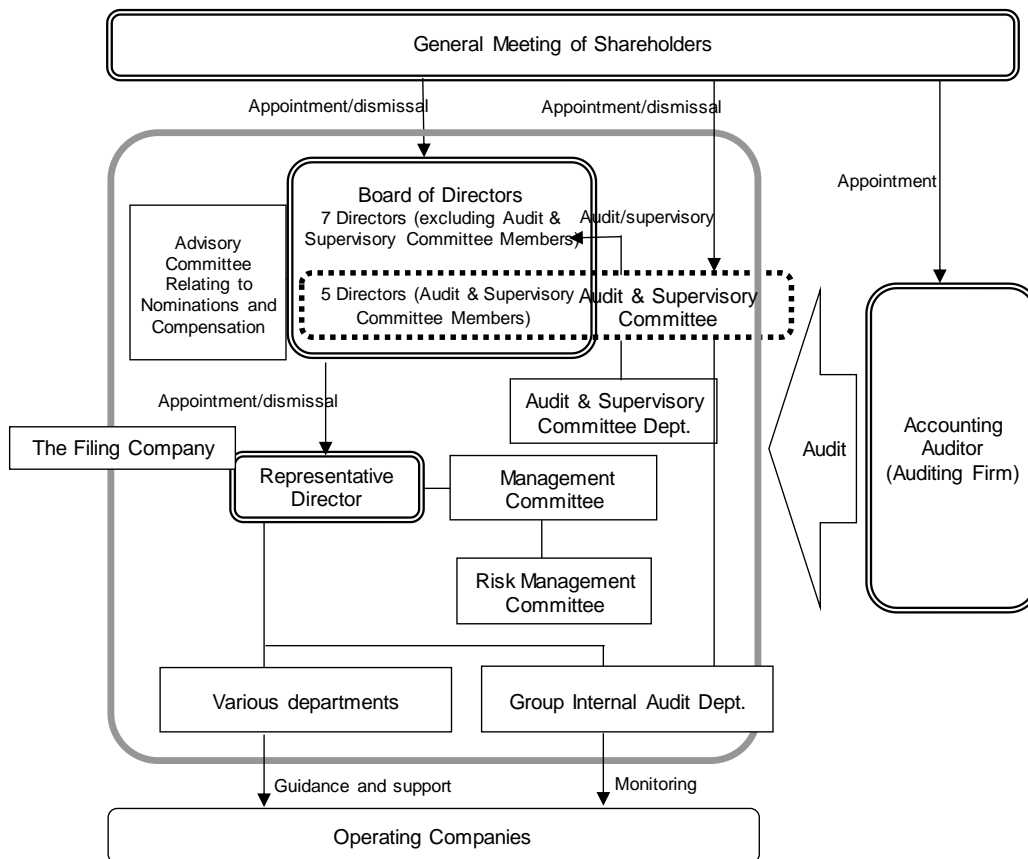 General Meeting of Shareholders
Appointment/dismissal
Appointment/dismissal
Appointment
Board of Directors
7 Directors (excluding Audit &
Supervisory Committee Members)
Audit/supervisory
Advisory
Committee
Relating to
Nominations and
Compensation
5 Directors (Audit & Supervisory
Committee Members)
Audit & Supervisory
Committee
Appointment/dismissal
Audit & Supervisory
Committee Dept.
Audit
Accounting
Auditor
(Auditing Firm)
The Filing Company
Representative
Director
Management
Committee
Risk Management
Committee
Various departments
Group Internal Audit Dept.
Guidance and support
Monitoring
Operating Companies